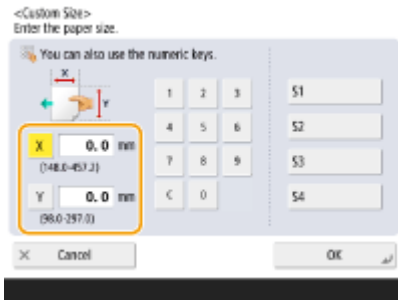 <Custom Size>
Enter the paper size.
You can also use the numeric keys.
X
Y
1 2 3 S1
4 5 6 S2
X 0.0 mm
(148.0-457.2)
7 8 9 S3
Y 0.0 mm
C 0 S4
(98.0-297.0)
× Cancel OK